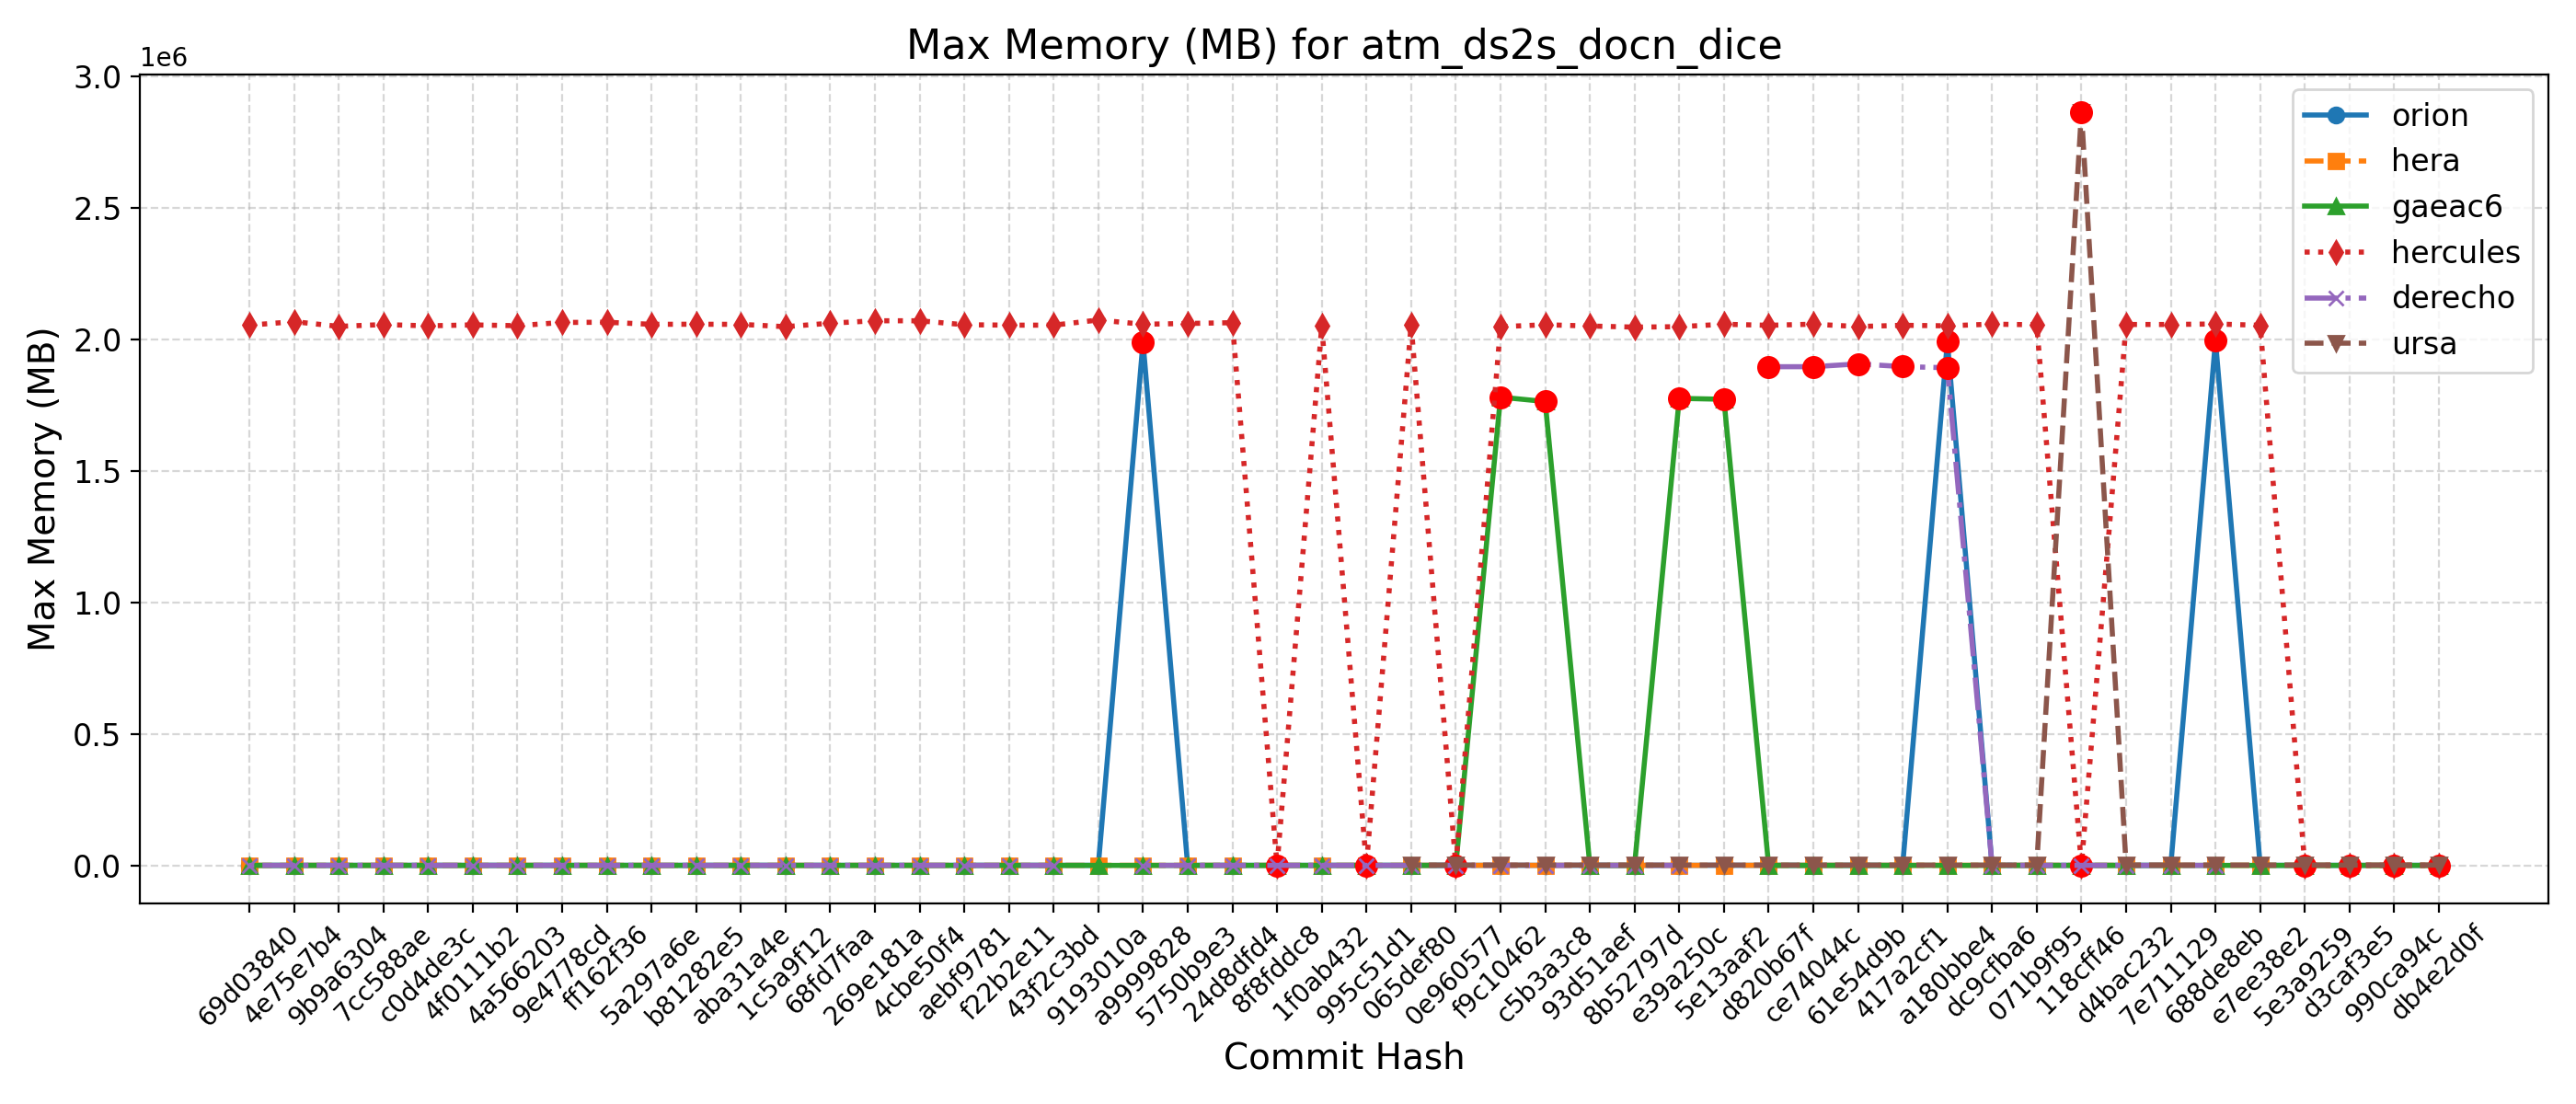 Max Memory (MB) for atm_ds2s_docn_dice
1e6
3.0
2.5
2.0
1.5
1.0
0.5
0.0
Max Memory (MB)
orion
hera
gaeac6
hercules
derecho
ursa
69d03840
4e75e7b4
9b9a6304
7cc588ae
c0d4de3c
4f0111b2
4a566203
9e4778cd
ff162f36
5a297a6e
b81282e5
aba31a4e
1c5a9f12
68fd7faa
269e181a
4cbe50f4
aebf9781
f22b2e11
43f2c3bd
9193010a
a9999828
5750b9e3
24d8dfd4
8f8fddc8
1f0ab432
995c51d1
065def80
0e960577
f9c10462
c5b3a3c8
93d51aef
8b52797d
e39a250c
5e13aaf2
d820b67f
ce74044c
61e54d9b
417a2cf1
a180bbe4
dc9cfba6
071b9f95
118cff46
d4bac232
7e711129
688de8eb
e7ee38e2
5e3a9259
d3caf3e5
990ca94c
db4e2d0f
Commit Hash